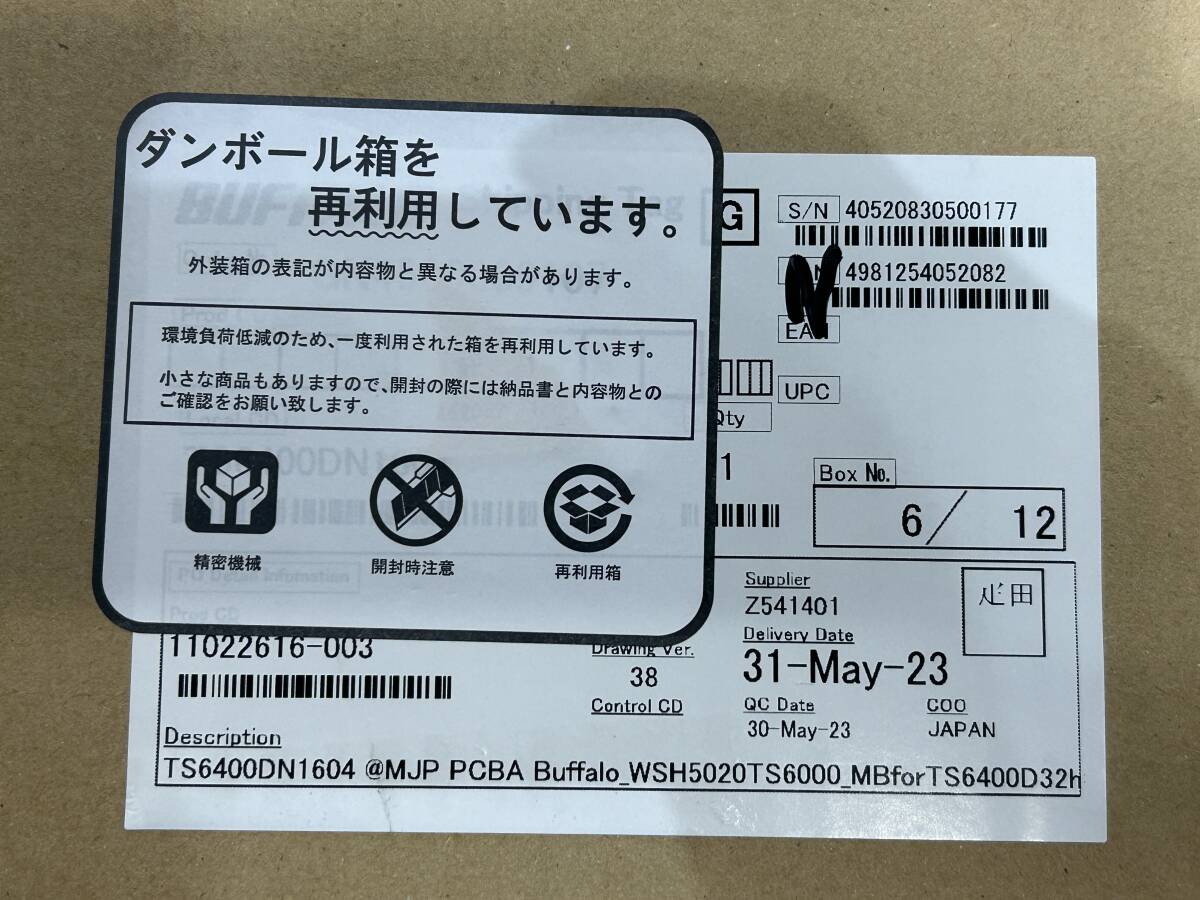 ダンボール箱を
再利用しています。
外装箱の表記が内容物と異なる場合があります。
環境負荷低減のため、一度利用された箱を再利用しています。
小さな商品もありますので、開封の際には納品書と内容物との
ご確認をお願い致します。
精密機械
開封時注意
再利用箱
G
S/N 40520830500177
4981254052082
EAN
UPC
Qty
1
Box No.
6/ 12
Supplier
Z541401
疋田
Delivery Date
31-May-23
11022616-003
Drawing Ver.
38
Control CD
QC Date
30-May-23
COO
JAPAN
Description
TS6400DN1604 @MJP PCBA Buffalo_WSH5020TS6000_MBforTS6400D32h